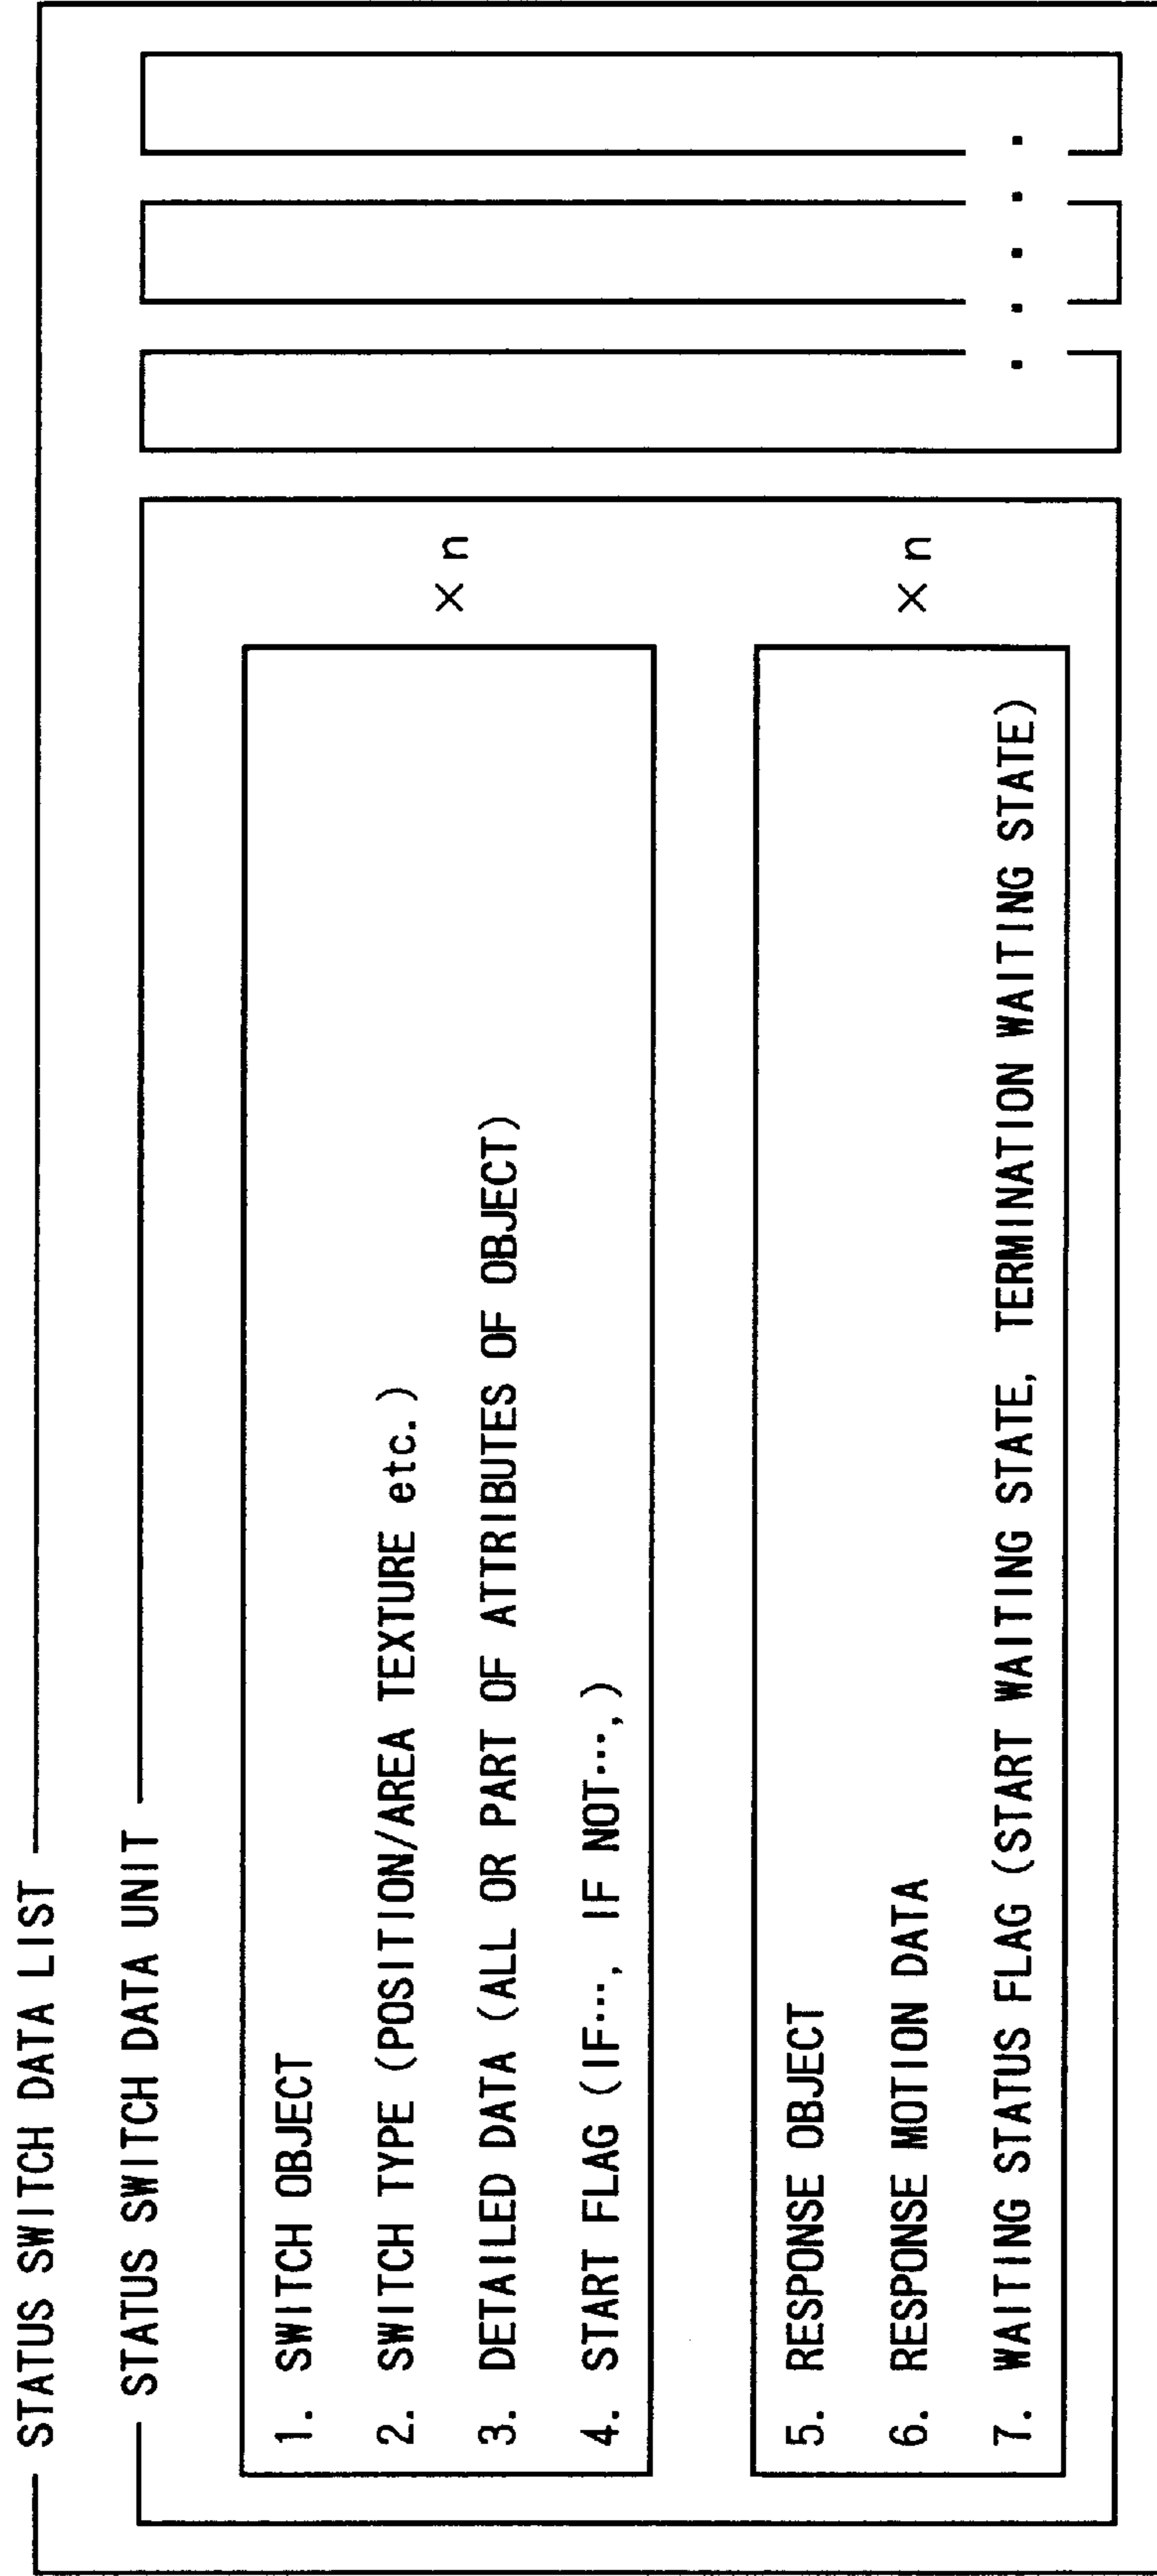 STATUS SWITCH DATA LIST
STATUS SWITCH DATA UNIT
1. SWITCH OBJECT
2. SWITCH TYPE (POSITION/AREA TEXTURE etc.)
3. DETAILED DATA (ALL OR PART OF ATTRIBUTES OF OBJECT)
4. START FLAG (IF···, IF NOT···,)
× n
5. RESPONSE OBJECT
6. RESPONSE MOTION DATA
7. WAITING STATUS FLAG (START WAITING STATE, TERMINATION WAITING STATE)
× n